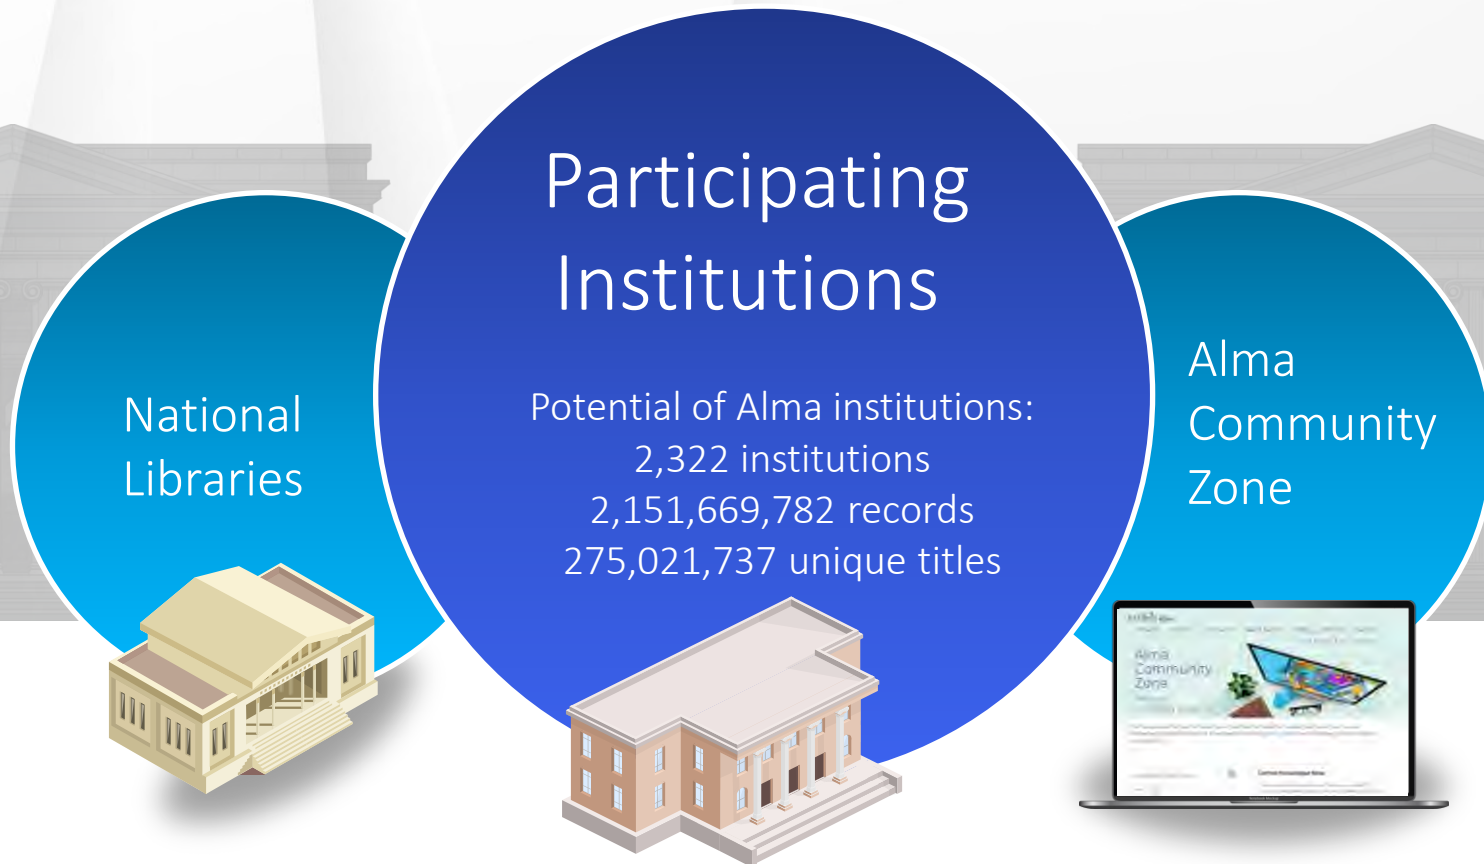 Participating
Institutions
Potential of Alma institutions:
2,322 institutions
2,151,669,782 records
275,021,737 unique titles
National
Libraries
Alma
Community
Zone
Alma
Community
Zone